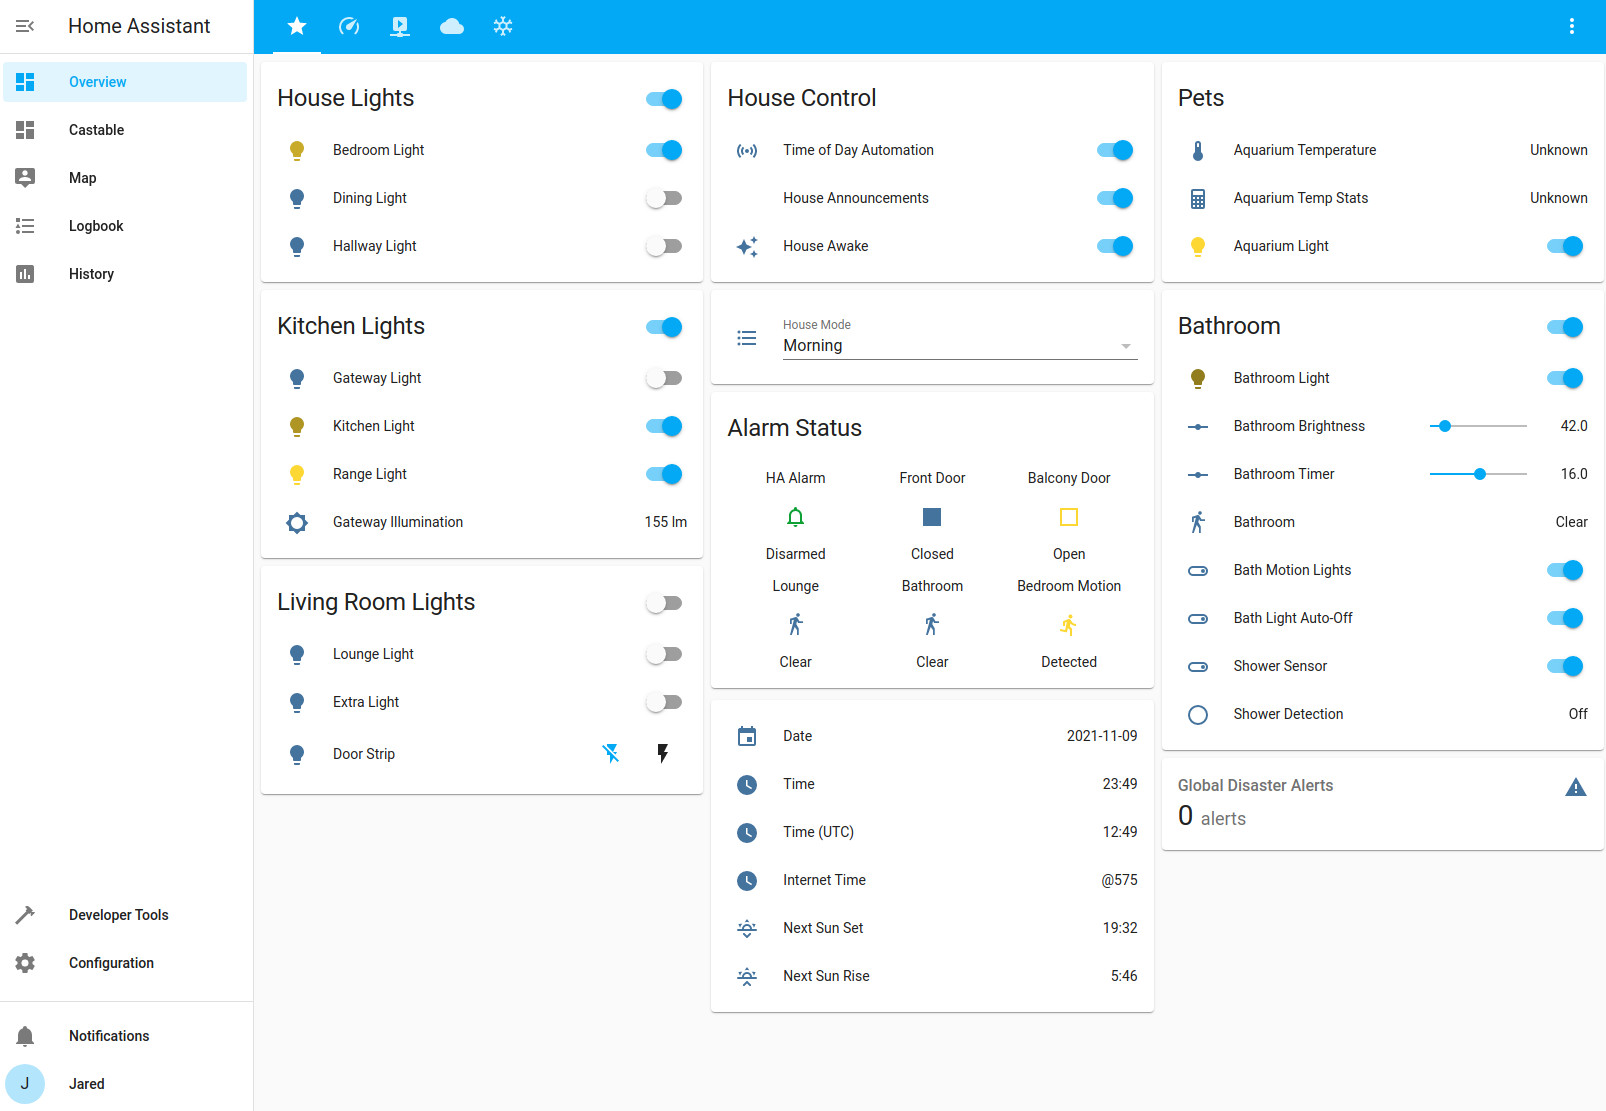 Home Assistant
Overview
Castable
Map
Logbook
History
Developer Tools
Configuration
Notifications
J
Jared
House Lights
Bedroom Light
Dining Light
Hallway Light
Kitchen Lights
Gateway Light
Kitchen Light
Range Light
Gateway Illumination 155 lm
Living Room Lights
Lounge Light
Extra Light
Door Strip
House Control
Time of Day Automation
House Announcements
House Awake
House Mode
Morning
Alarm Status
HA Alarm Front Door Balcony Door
Disarmed Closed Open
Lounge Bathroom Bedroom Motion
Clear Clear Detected
Date 2021-11-09
Time 23:49
Time (UTC) 12:49
Internet Time @575
Next Sun Set 19:32
Next Sun Rise 5:46
Pets
Aquarium Temperature Unknown
Aquarium Temp Stats Unknown
Aquarium Light
Bathroom
Bathroom Light
Bathroom Brightness 42.0
Bathroom Timer 16.0
Bathroom Clear
Bath Motion Lights
Bath Light Auto-Off
Shower Sensor
Shower Detection Off
Global Disaster Alerts
0 alerts